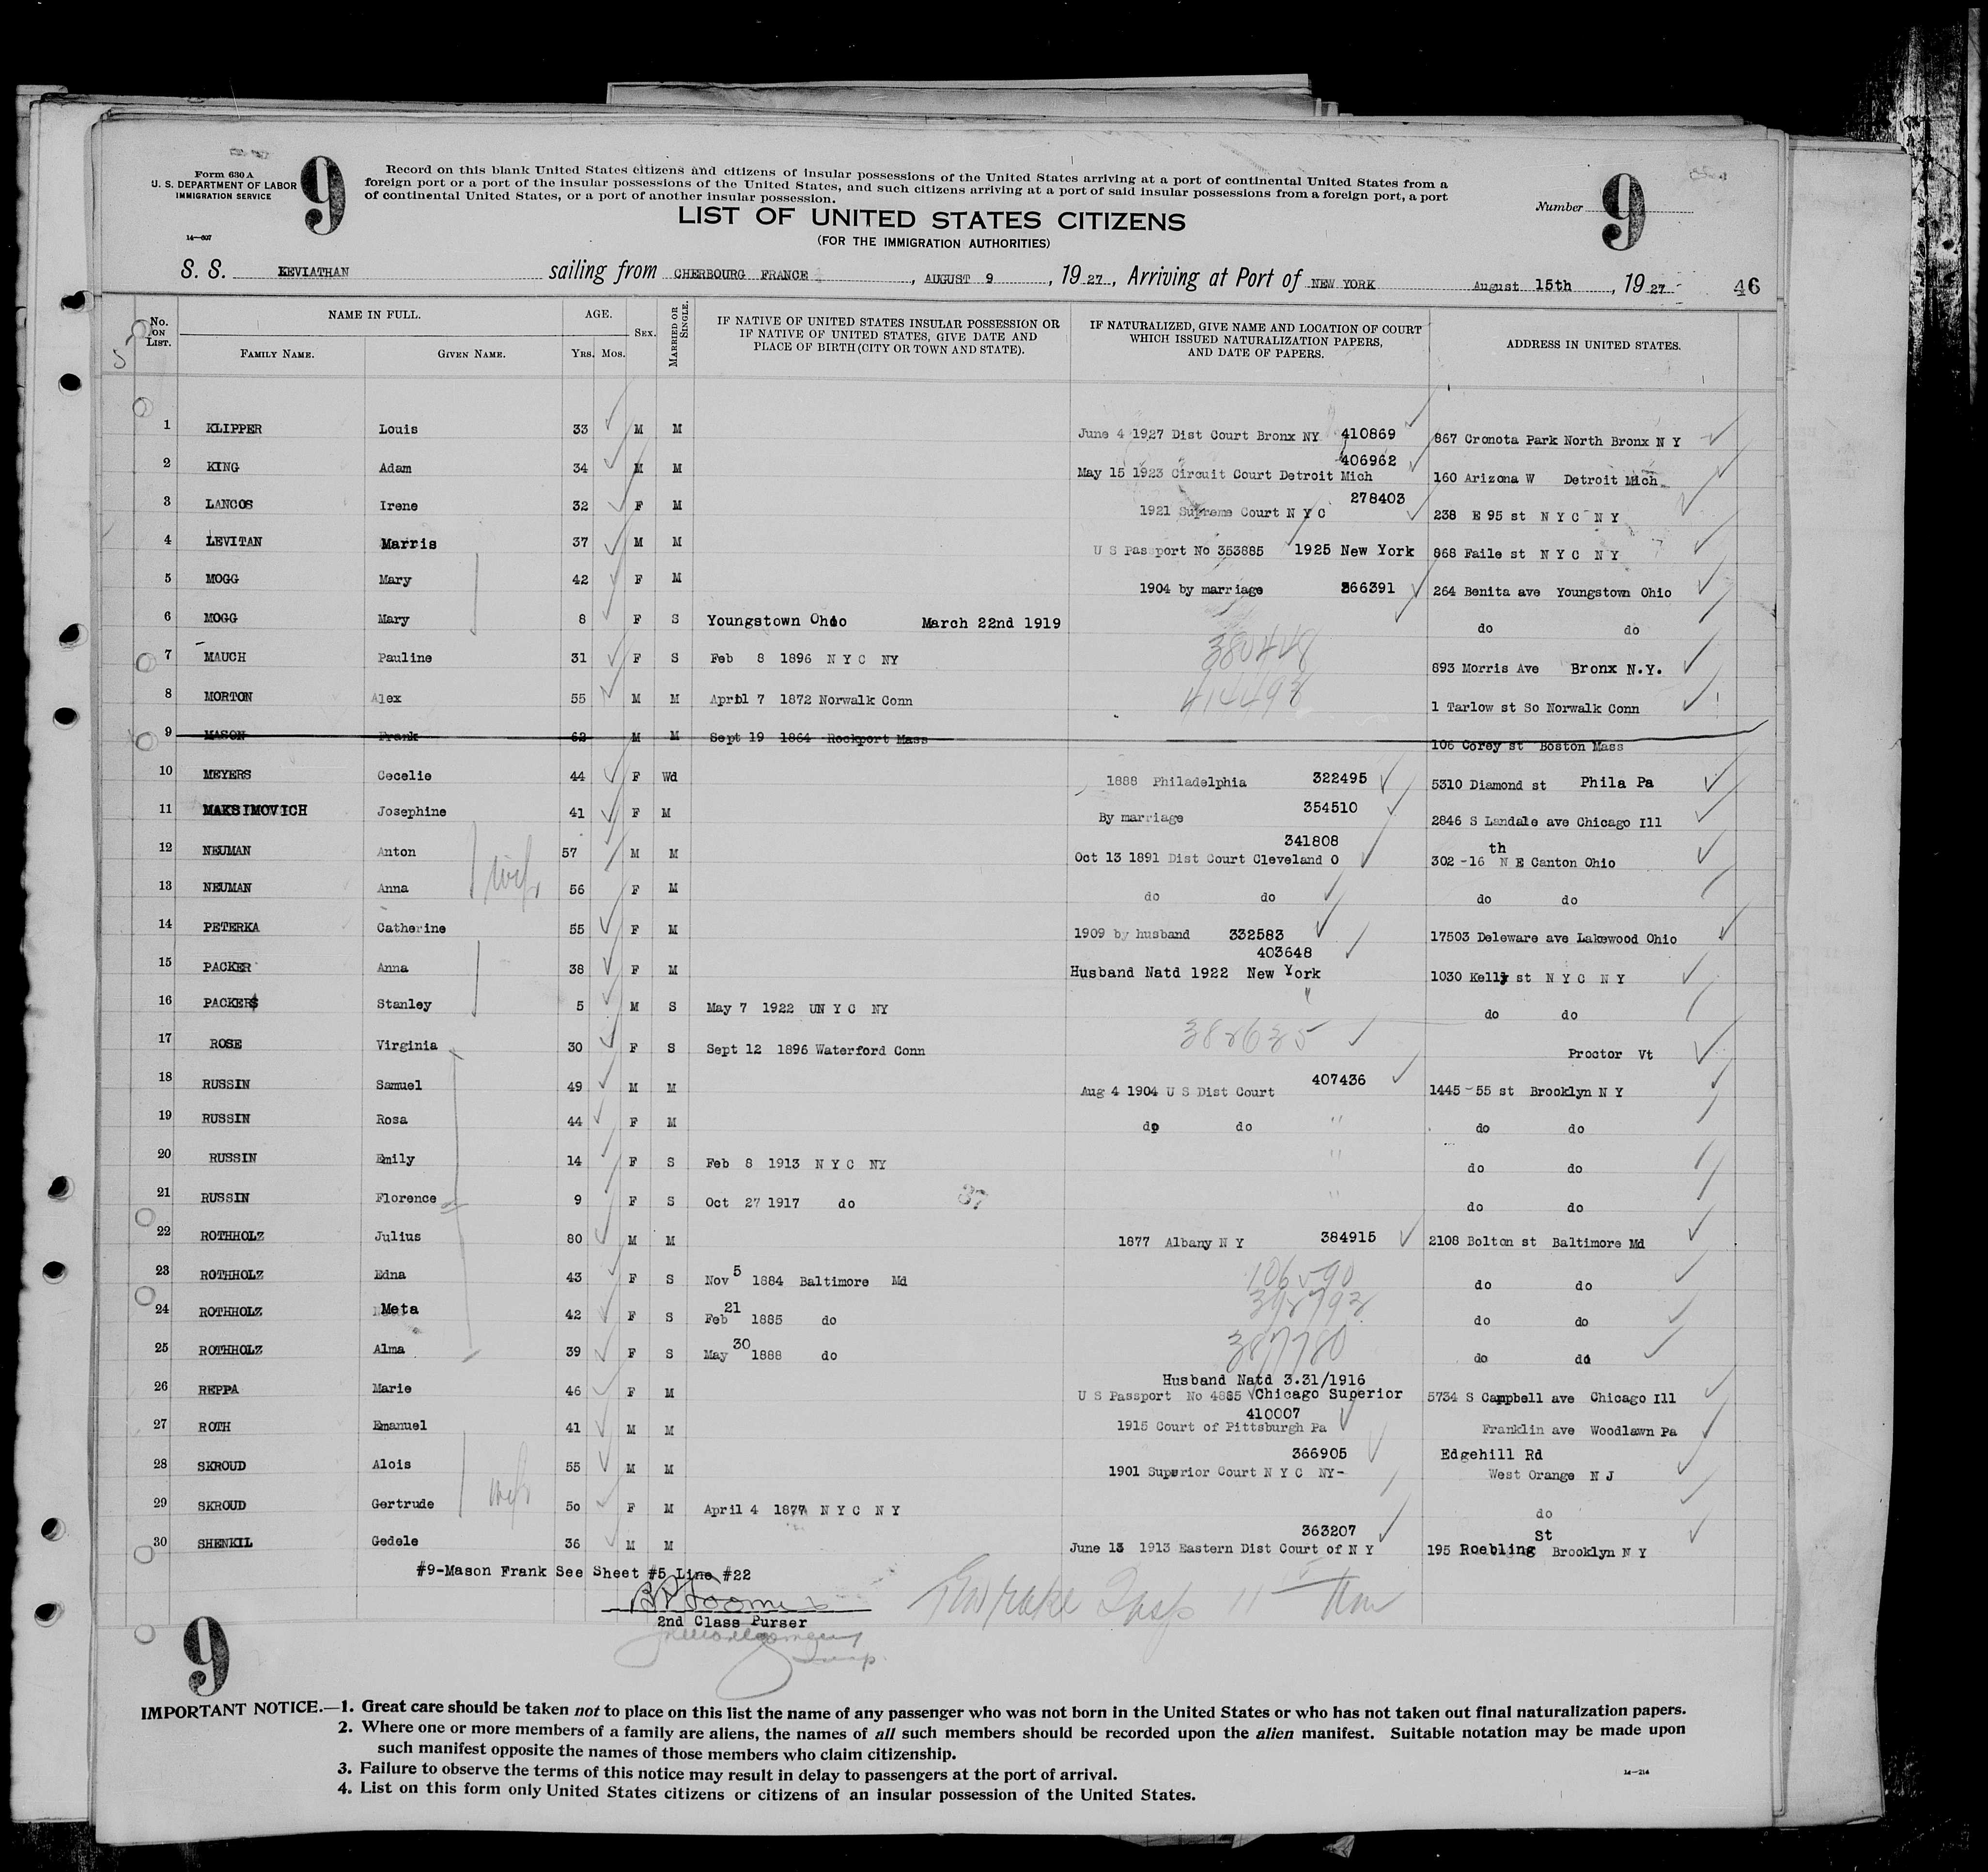 Form 630 A
U. S. DEPARTMENT OF LABOR
IMMIGRATION SERVICE
14—607
9
Record on this blank United States citizens and citizens of insular possessions of the United States arriving at a port of continental United States from a
foreign port or a port of the insular possessions of the United States, and such citizens arriving at a port of said insular possessions from a foreign port, a port
of continental United States, or a port of another insular possession.
LIST OF UNITED STATES CITIZENS
(FOR THE IMMIGRATION AUTHORITIES)
Number 9
S. S. LEVIATHAN sailing from CHERBOURG FRANCE, AUGUST 9, 1927, Arriving at Port of NEW YORK August 15th, 1927 46
No. ON LIST. NAME IN FULL. FAMILY NAME. GIVEN NAME. AGE. Yrs. Mos. SEX. MARRIED OR SINGLE. IF NATIVE OF UNITED STATES INSULAR POSSESSION OR IF NATIVE OF UNITED STATES, GIVE DATE AND PLACE OF BIRTH (CITY OR TOWN AND STATE). IF NATURALIZED, GIVE NAME AND LOCATION OF COURT WHICH ISSUED NATURALIZATION PAPERS, AND DATE OF PAPERS. ADDRESS IN UNITED STATES.
1 KLIPPER Louis 33 M M June 4 1927 Dist Court Bronx NY 410869 867 Cronota Park North Bronx N Y
2 KING Adam 34 M M May 15 1923 Circuit Court Detroit Mich 406962 160 Arizona W Detroit Mich
3 LANCOS Irene 32 F M 1921 Supreme Court N Y C 278403 238 E 95 st N Y C N Y
4 LEVITAN Marris 37 M M U S Passport No 353885 1925 New York 868 Faile st N Y C N Y
5 MOGG Mary 42 F M 1904 by marriage 366391 264 Benita ave Youngstown Ohio
6 MOGG Mary 8 F S Youngstown Ohio March 22nd 1919 do do
7 MAUCH Pauline 31 F S Feb 8 1896 N Y C NY 380448 893 Morris Ave Bronx N.Y.
8 MORTON Alex 55 M M April 7 1872 Norwalk Conn 414493 1 Tarlow st So Norwalk Conn
9 MASON Frank 62 M M Sept 19 1864 Rockport Mass 106 Corey st Boston Mass
10 MEYERS Cecelie 44 F Wd 1888 Philadelphia 322495 5310 Diamond st Phila Pa
11 MAKSIMOVICH Josephine 41 F M By marriage 354510 2846 S Landale ave Chicago Ill
12 NEUMAN Anton 57 M M Oct 13 1891 Dist Court Cleveland O 341808 302-16 th N E Canton Ohio
wife
13 NEUMAN Anna 56 F M do do do do
14 PETERKA Catherine 55 F M 1909 by husband 332583 17503 Deleware ave Lakewood Ohio
15 PACKER Anna 38 F M Husband Natd 1922 New York 403648 1030 Kelly st N Y C N Y
16 PACKERS Stanley 5 M S May 7 1922 UN Y C NY " do do
17 ROSE Virginia 30 F S Sept 12 1896 Waterford Conn 382635 Proctor Vt
18 RUSSIN Samuel 49 M M Aug 4 1904 U S Dist Court 407436 1445-55 st Brooklyn N Y
19 RUSSIN Rosa 44 F M do do " do do
20 RUSSIN Emily 14 F S Feb 8 1913 N Y C NY " do do
21 RUSSIN Florence 9 F S Oct 27 1917 do 37 " do do
22 ROTHHOLZ Julius 80 M M 1877 Albany N Y 384915 2108 Bolton st Baltimore Md
23 ROTHHOLZ Edna 43 F S Nov 5 1884 Baltimore Md 106590 do do
24 ROTHHOLZ Meta 42 F S Feb 21 1885 do 398793 do do
25 ROTHHOLZ Alma 39 F S May 30 1888 do 387780 do do
26 REPPA Marie 46 F M Husband Natd 3.31/1916 U S Passport No 4885 Chicago Superior 5734 S Campbell ave Chicago Ill
27 ROTH Emanuel 41 M M 1915 Court of Pittsburgh Pa 410007 Franklin ave Woodlawn Pa
28 SKROUD Alois 55 M M 1901 Superior Court N Y C NY- 366905 Edgehill Rd West Orange N J
wife
29 SKROUD Gertrude 50 F M April 4 1877 N Y C N Y do
30 SHENKIL Gedele 36 M M June 13 1913 Eastern Dist Court of N Y 363207 195 Roebling St Brooklyn N Y
#9-Mason Frank See Sheet #5 Line #22
2nd Class Purser
9
IMPORTANT NOTICE.—1. Great care should be taken not to place on this list the name of any passenger who was not born in the United States or who has not taken out final naturalization papers.
2. Where one or more members of a family are aliens, the names of all such members should be recorded upon the alien manifest. Suitable notation may be made upon
such manifest opposite the names of those members who claim citizenship.
3. Failure to observe the terms of this notice may result in delay to passengers at the port of arrival.
4. List on this form only United States citizens or citizens of an insular possession of the United States.
14—214